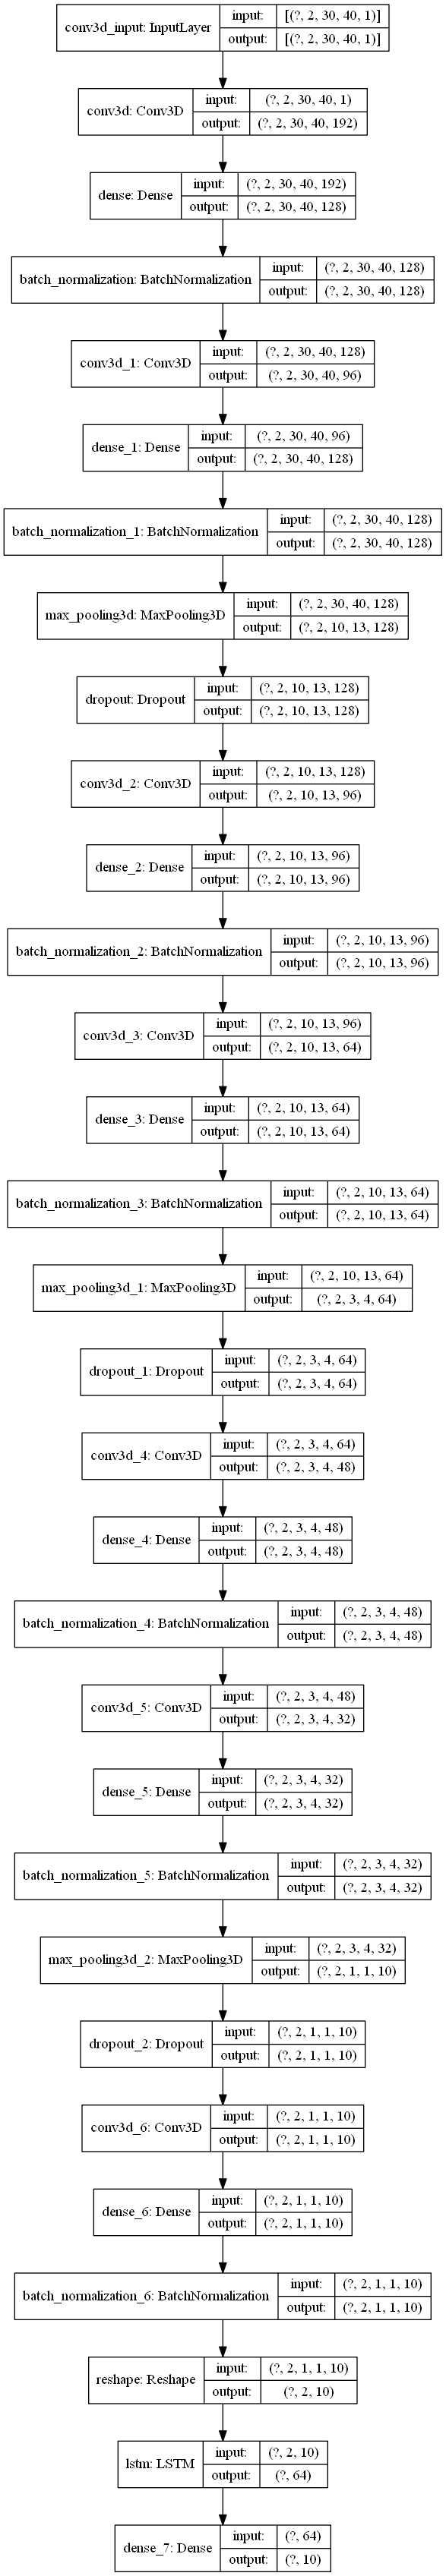 conv3d_input: InputLayer
input:
[(?, 2, 30, 40, 1)]
output:
[(?, 2, 30, 40, 1)]
conv3d: Conv3D
input:
(?, 2, 30, 40, 1)
output:
(?, 2, 30, 40, 192)
dense: Dense
input:
(?, 2, 30, 40, 192)
output:
(?, 2, 30, 40, 128)
batch_normalization: BatchNormalization
input:
(?, 2, 30, 40, 128)
output:
(?, 2, 30, 40, 128)
conv3d_1: Conv3D
input:
(?, 2, 30, 40, 128)
output:
(?, 2, 30, 40, 96)
dense_1: Dense
input:
(?, 2, 30, 40, 96)
output:
(?, 2, 30, 40, 128)
batch_normalization_1: BatchNormalization
input:
(?, 2, 30, 40, 128)
output:
(?, 2, 30, 40, 128)
max_pooling3d: MaxPooling3D
input:
(?, 2, 30, 40, 128)
output:
(?, 2, 10, 13, 128)
dropout: Dropout
input:
(?, 2, 10, 13, 128)
output:
(?, 2, 10, 13, 128)
conv3d_2: Conv3D
input:
(?, 2, 10, 13, 128)
output:
(?, 2, 10, 13, 96)
dense_2: Dense
input:
(?, 2, 10, 13, 96)
output:
(?, 2, 10, 13, 96)
batch_normalization_2: BatchNormalization
input:
(?, 2, 10, 13, 96)
output:
(?, 2, 10, 13, 96)
conv3d_3: Conv3D
input:
(?, 2, 10, 13, 96)
output:
(?, 2, 10, 13, 64)
dense_3: Dense
input:
(?, 2, 10, 13, 64)
output:
(?, 2, 10, 13, 64)
batch_normalization_3: BatchNormalization
input:
(?, 2, 10, 13, 64)
output:
(?, 2, 10, 13, 64)
max_pooling3d_1: MaxPooling3D
input:
(?, 2, 10, 13, 64)
output:
(?, 2, 3, 4, 64)
dropout_1: Dropout
input:
(?, 2, 3, 4, 64)
output:
(?, 2, 3, 4, 64)
conv3d_4: Conv3D
input:
(?, 2, 3, 4, 64)
output:
(?, 2, 3, 4, 48)
dense_4: Dense
input:
(?, 2, 3, 4, 48)
output:
(?, 2, 3, 4, 48)
batch_normalization_4: BatchNormalization
input:
(?, 2, 3, 4, 48)
output:
(?, 2, 3, 4, 48)
conv3d_5: Conv3D
input:
(?, 2, 3, 4, 48)
output:
(?, 2, 3, 4, 32)
dense_5: Dense
input:
(?, 2, 3, 4, 32)
output:
(?, 2, 3, 4, 32)
batch_normalization_5: BatchNormalization
input:
(?, 2, 3, 4, 32)
output:
(?, 2, 3, 4, 32)
max_pooling3d_2: MaxPooling3D
input:
(?, 2, 3, 4, 32)
output:
(?, 2, 1, 1, 10)
dropout_2: Dropout
input:
(?, 2, 1, 1, 10)
output:
(?, 2, 1, 1, 10)
conv3d_6: Conv3D
input:
(?, 2, 1, 1, 10)
output:
(?, 2, 1, 1, 10)
dense_6: Dense
input:
(?, 2, 1, 1, 10)
output:
(?, 2, 1, 1, 10)
batch_normalization_6: BatchNormalization
input:
(?, 2, 1, 1, 10)
output:
(?, 2, 1, 1, 10)
reshape: Reshape
input:
(?, 2, 1, 1, 10)
output:
(?, 2, 10)
lstm: LSTM
input:
(?, 2, 10)
output:
(?, 64)
dense_7: Dense
input:
(?, 64)
output:
(?, 10)